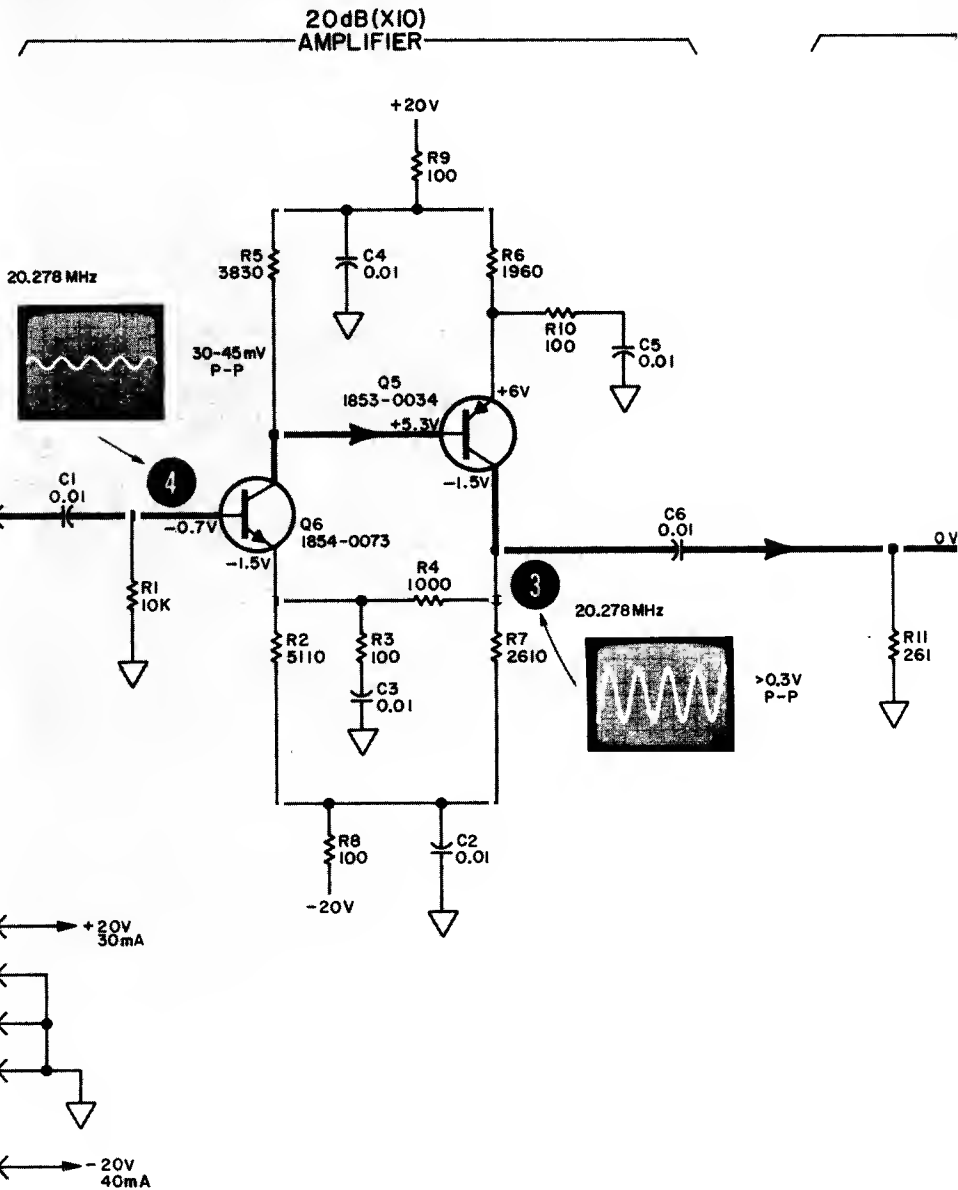 20dB(X10)
AMPLIFIER
+20V
R9
100
R5
3830
C4
0.01
R6
1960
20.278 MHz
R10
100
C5
0.01
30-45mV
P-P
Q5
1853-0034
+6V
+5.3V
-1.5V
C1
0.01
4
-0.7V
Q6
1854-0073
-1.5V
C6
0.01
0V
R4
1000
3
R1
10K
20.278MHz
R2
5110
R3
100
R7
2610
R11
261
>0.3V
P-P
C3
0.01
R8
100
C2
0.01
-20V
+20V
30mA
-20V
40mA